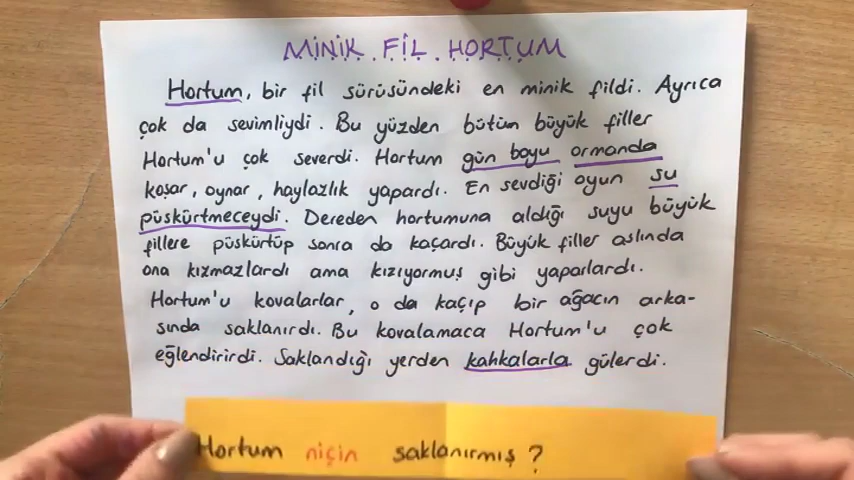 MİNİK FİL HORTUM
Hortum, bir fil sürüsündeki en minik fildi. Ayrıca
çok da sevimliydi. Bu yüzden bütün büyük filler
Hortum'u çok severdi. Hortum gün boyu ormanda
koşar, oynar, haylazlık yapardı. En sevdiği oyun su
püskürtmeceydi. Dereden hortumuna aldığı suyu büyük
fillere püskürtüp sonra da kaçardı. Büyük filler aslında
ona kızmazlardı ama kızıyormuş gibi yaparlardı.
Hortum'u kovalarlar, o da kaçıp bir ağacın arka-
sında saklanırdı. Bu kovalamaca Hortum'u çok
eğlendirirdi. Saklandığı yerden kahkalarla gülerdi.
Hortum niçin saklanırmış?